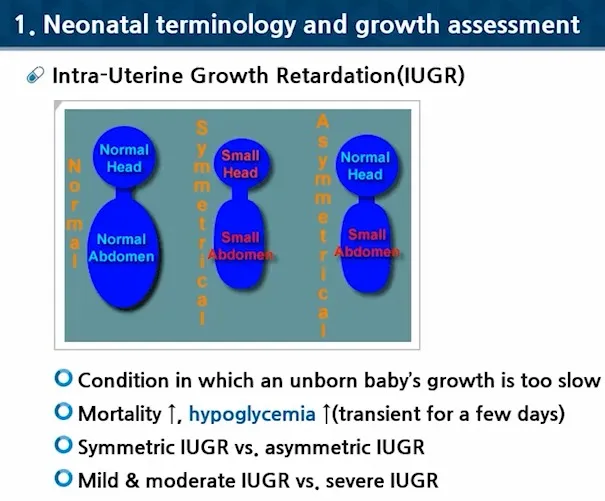 1. Neonatal terminology and growth assessment
Intra-Uterine Growth Retardation(IUGR)
Normal
Normal
Head
Normal
Abdomen
Symmetrical
Small
Head
Small
Abdomen
Asymmetrical
Normal
Head
Small
Abdomen
Condition in which an unborn baby's growth is too slow
Mortality ↑, hypoglycemia ↑(transient for a few days)
Symmetric IUGR vs. asymmetric IUGR
Mild & moderate IUGR vs. severe IUGR